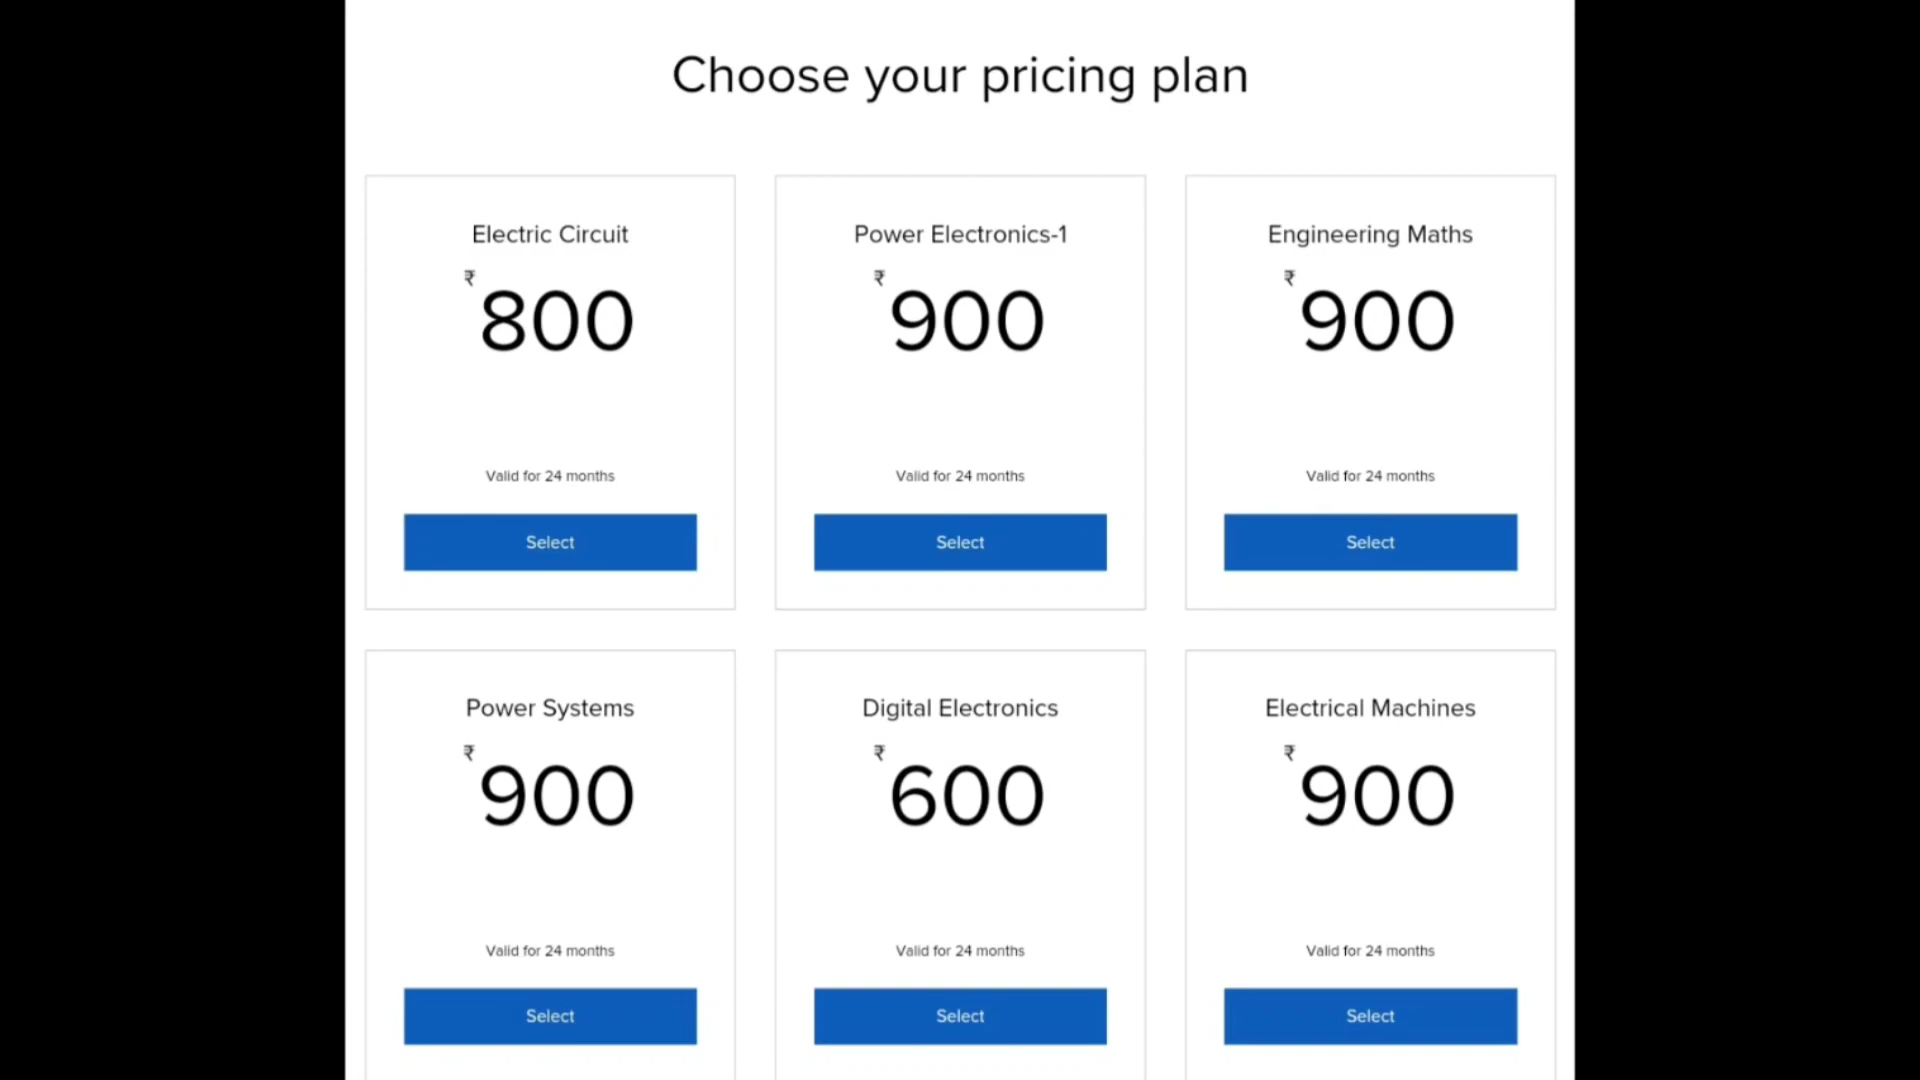 Choose your pricing plan
Electric Circuit
₹
800
Valid for 24 months
Select
Power Electronics-1
₹
900
Valid for 24 months
Select
Engineering Maths
₹
900
Valid for 24 months
Select
Power Systems
₹
900
Valid for 24 months
Select
Digital Electronics
₹
600
Valid for 24 months
Select
Electrical Machines
₹
900
Valid for 24 months
Select